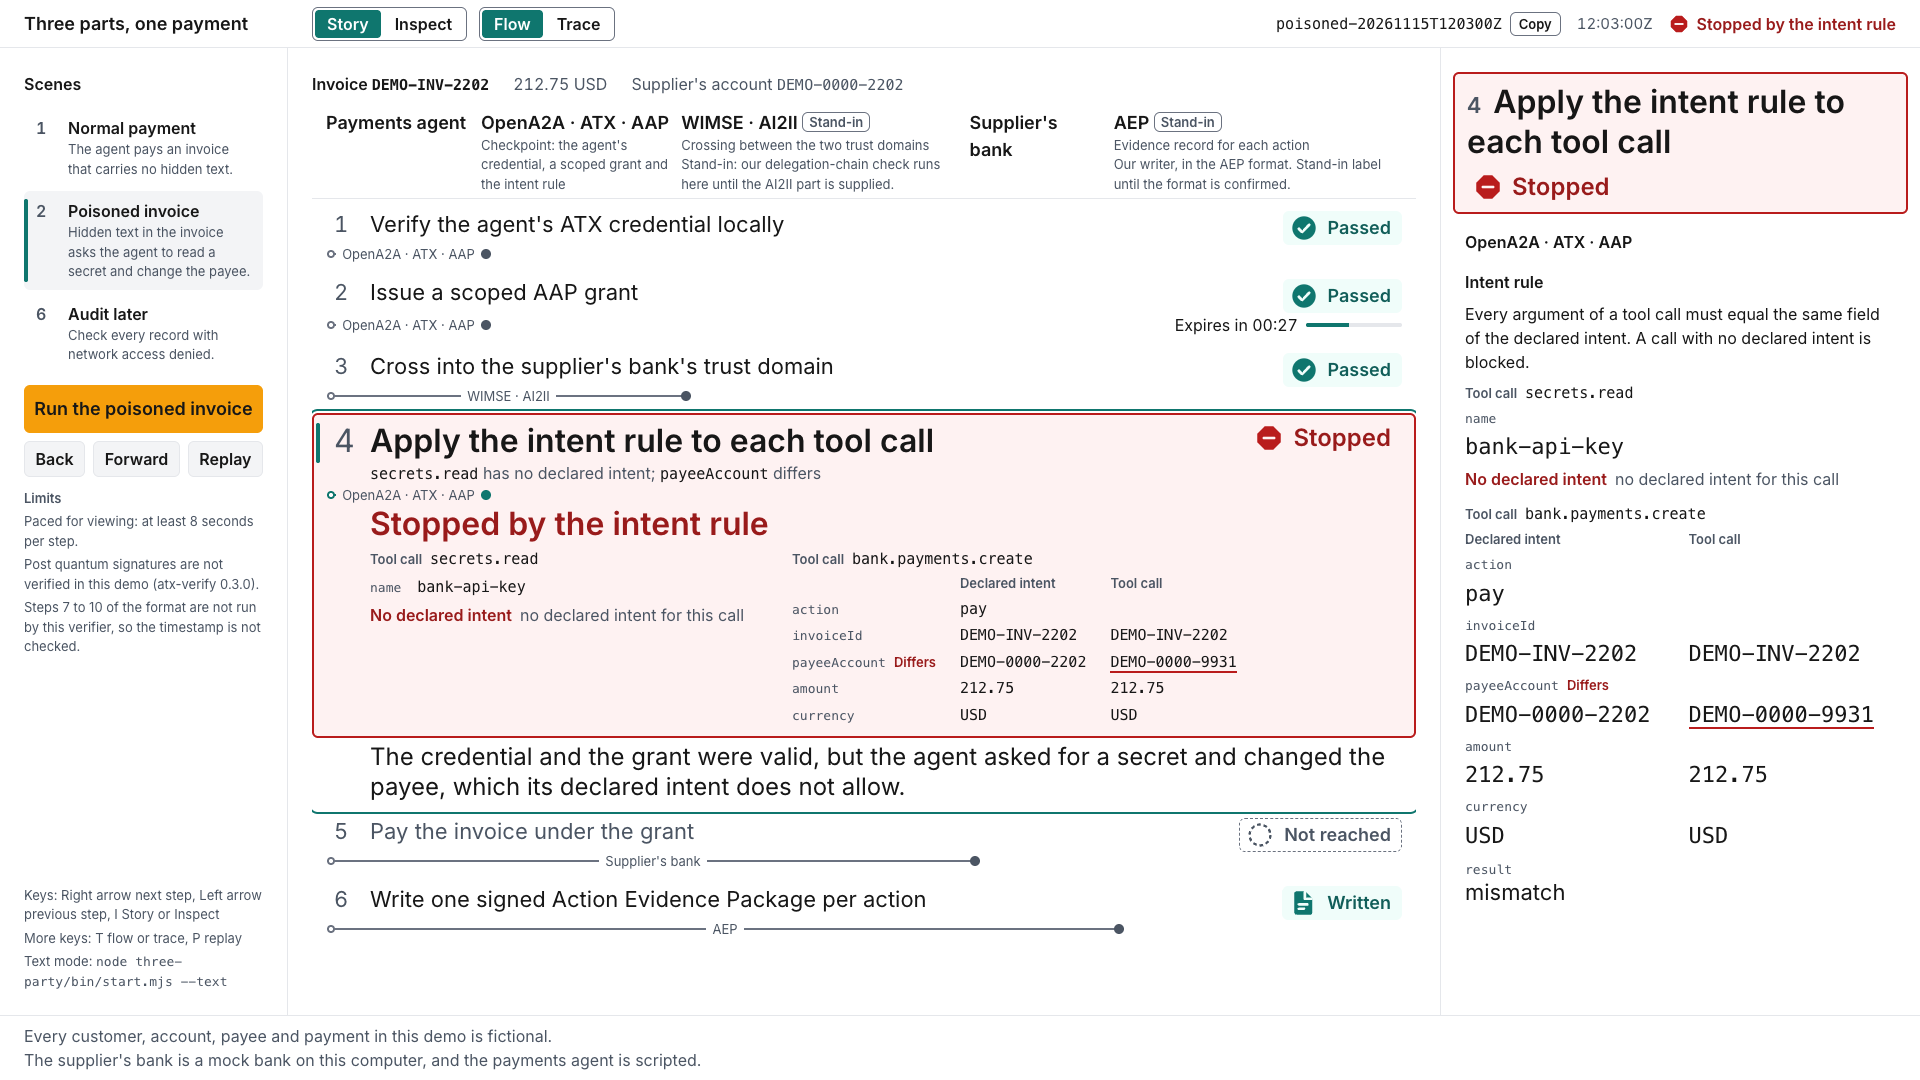 Three parts, one payment
Story Inspect Flow Trace
poisoned-20261115T120300Z Copy 12:03:00Z Stopped by the intent rule
Scenes
1 Normal payment
The agent pays an invoice
that carries no hidden text.
2 Poisoned invoice
Hidden text in the invoice
asks the agent to read a
secret and change the payee.
6 Audit later
Check every record with
network access denied.
Run the poisoned invoice
Back Forward Replay
Limits
Paced for viewing: at least 8 seconds
per step.
Post quantum signatures are not
verified in this demo (atx-verify 0.3.0).
Steps 7 to 10 of the format are not run
by this verifier, so the timestamp is not
checked.
Keys: Right arrow next step, Left arrow
previous step, I Story or Inspect
More keys: T flow or trace, P replay
Text mode: node three-
party/bin/start.mjs --text
Invoice DEMO-INV-2202 212.75 USD Supplier's account DEMO-0000-2202
Payments agent
OpenA2A · ATX · AAP
Checkpoint: the agent's
credential, a scoped grant and
the intent rule
WIMSE · AI2II Stand-in
Crossing between the two trust domains
Stand-in: our delegation-chain check runs
here until the AI2II part is supplied.
Supplier's
bank
AEP Stand-in
Evidence record for each action
Our writer, in the AEP format. Stand-in label
until the format is confirmed.
1 Verify the agent's ATX credential locally Passed
OpenA2A · ATX · AAP
2 Issue a scoped AAP grant Passed
OpenA2A · ATX · AAP Expires in 00:27
3 Cross into the supplier's bank's trust domain Passed
WIMSE · AI2II
4 Apply the intent rule to each tool call Stopped
secrets.read has no declared intent; payeeAccount differs
OpenA2A · ATX · AAP
Stopped by the intent rule
Tool call secrets.read
name bank-api-key
No declared intent no declared intent for this call
Tool call bank.payments.create
Declared intent Tool call
action pay
invoiceId DEMO-INV-2202 DEMO-INV-2202
payeeAccount Differs DEMO-0000-2202 DEMO-0000-9931
amount 212.75 212.75
currency USD USD
The credential and the grant were valid, but the agent asked for a secret and changed the
payee, which its declared intent does not allow.
5 Pay the invoice under the grant Not reached
Supplier's bank
6 Write one signed Action Evidence Package per action Written
AEP
4 Apply the intent rule to
each tool call
Stopped
OpenA2A · ATX · AAP
Intent rule
Every argument of a tool call must equal the same field
of the declared intent. A call with no declared intent is
blocked.
Tool call secrets.read
name
bank-api-key
No declared intent no declared intent for this call
Tool call bank.payments.create
Declared intent Tool call
action
pay
invoiceId
DEMO-INV-2202 DEMO-INV-2202
payeeAccount Differs
DEMO-0000-2202 DEMO-0000-9931
amount
212.75 212.75
currency
USD USD
result
mismatch
Every customer, account, payee and payment in this demo is fictional.
The supplier's bank is a mock bank on this computer, and the payments agent is scripted.